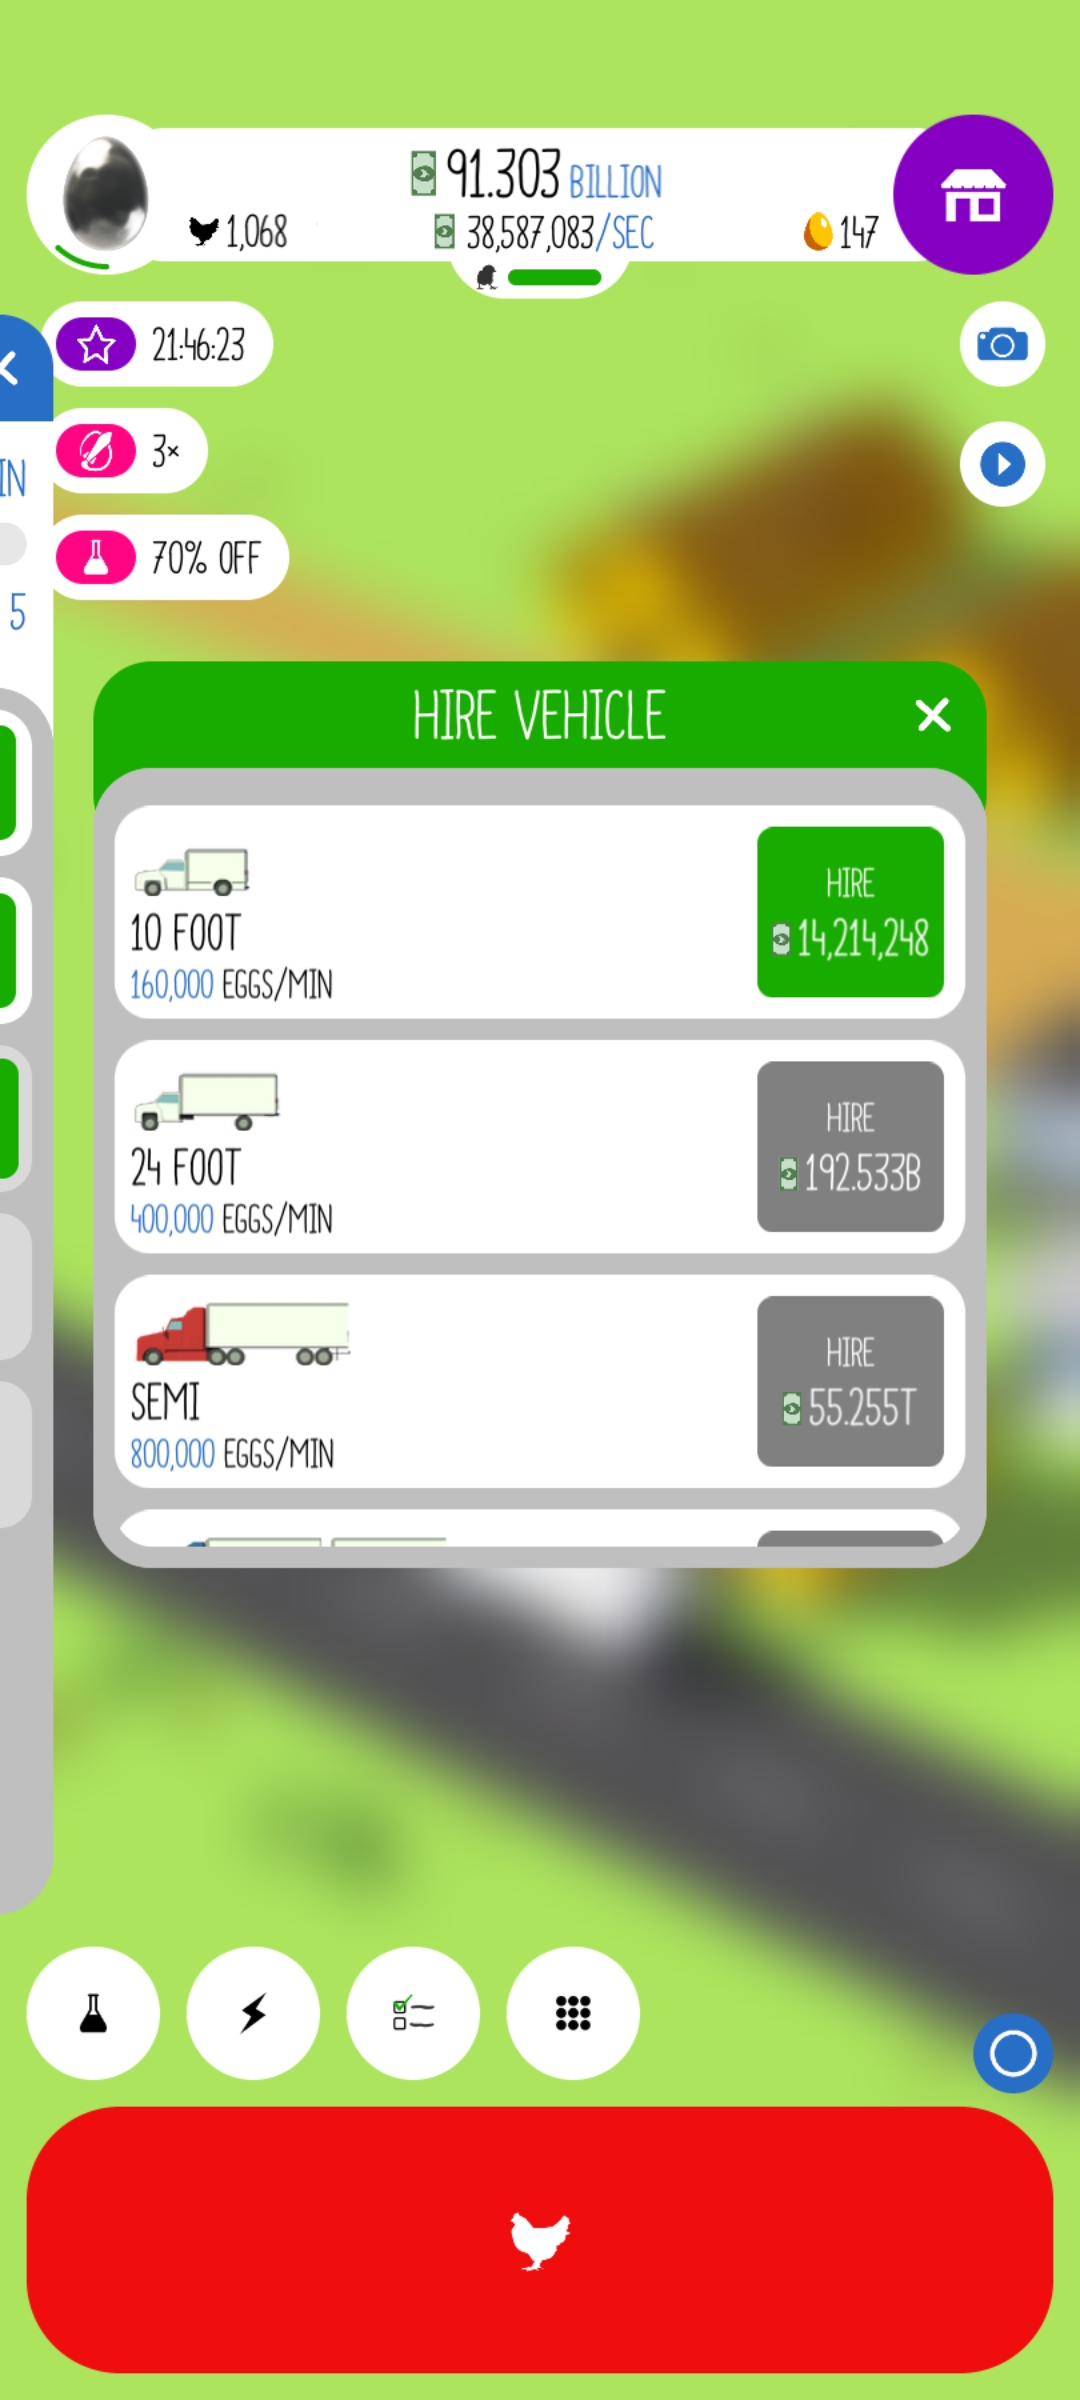 91.303 BILLION
1,068
38,587,083/SEC
147
21:46:23
3×
IN
70% OFF
5
HIRE VEHICLE
10 FOOT
160,000 EGGS/MIN
HIRE
14,214,248
24 FOOT
400,000 EGGS/MIN
HIRE
192.533B
SEMI
800,000 EGGS/MIN
HIRE
55.255T